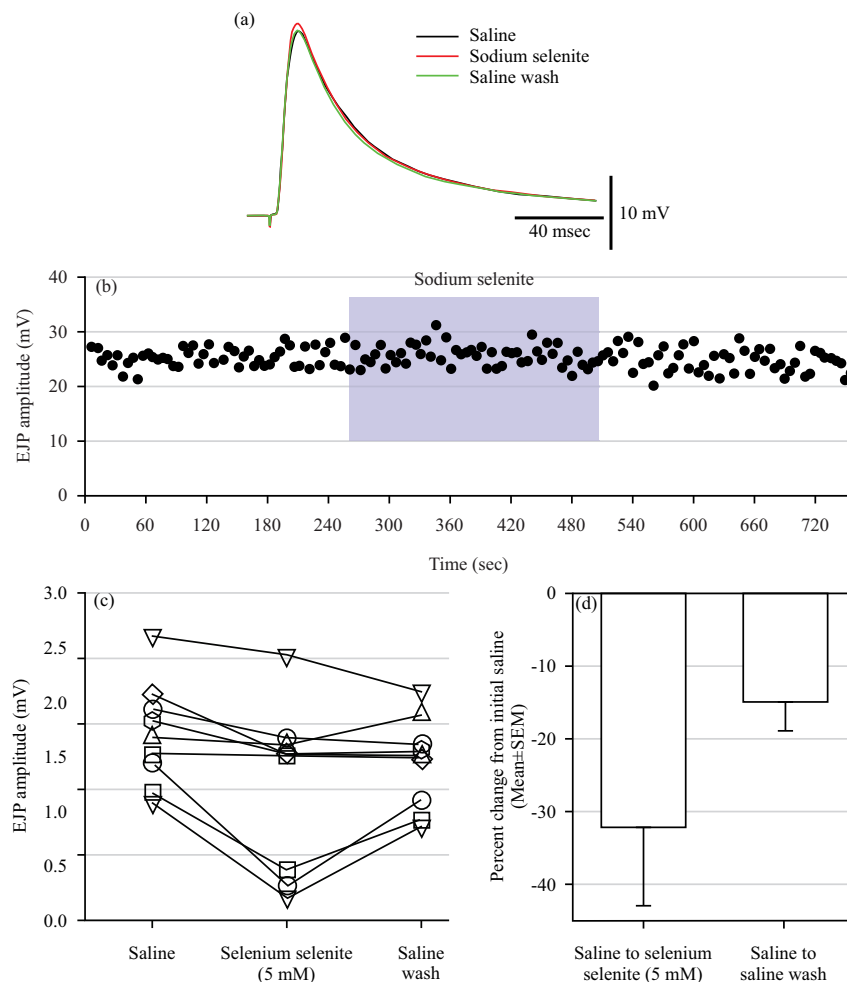 (a)
Saline
Sodium selenite
Saline wash
10 mV
40 msec
(b)
Sodium selenite
EJP amplitude (mV)
40
30
20
10
0
0 60 120 180 240 300 360 420 480 540 600 660 720
Time (sec)
(c)
EJP amplitude (mV)
3.0
2.5
2.0
1.5
1.0
0.5
0.0
Saline
Selenium selenite
(5 mM)
Saline
wash
(d)
Percent change from initial saline
(Mean±SEM)
0
-10
-20
-30
-40
Saline to selenium
selenite (5 mM)
Saline to
saline wash